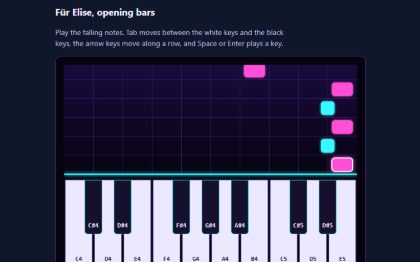 Für Elise, opening bars
Play the falling notes. Tab moves between the white keys and the black
keys, the arrow keys move along a row, and Space or Enter plays a key.
C#4 D#4 F#4 G#4 A#4 C#5 D#5
C4 D4 E4 F4 G4 A4 B4 C5 D5 E5